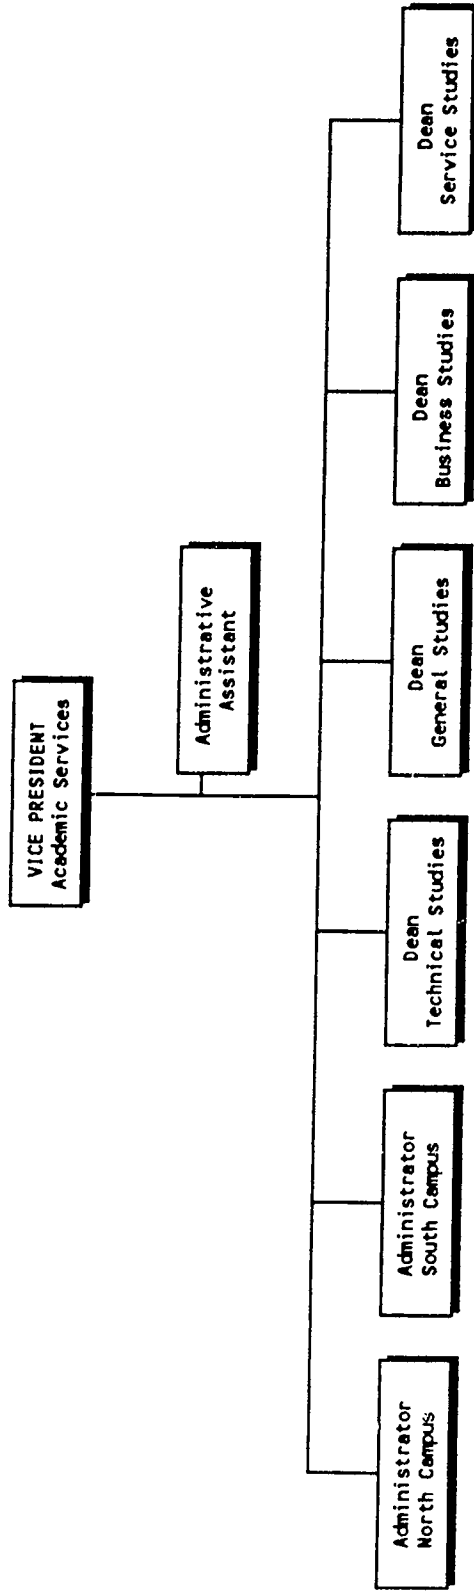 VICE PRESIDENT
Academic Services
Administrative
Assistant
Administrator
North Campus
Administrator
South Campus
Dean
Technical Studies
Dean
General Studies
Dean
Business Studies
Dean
Service Studies